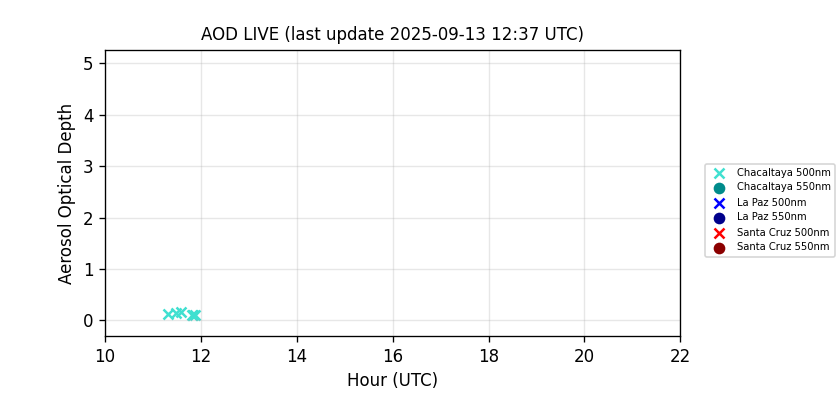 AOD LIVE (last update 2025-09-13 12:37 UTC)
Aerosol Optical Depth
5
4
3
2
1
0
10 12 14 16 18 20 22
Hour (UTC)
Chacaltaya 500nm
Chacaltaya 550nm
La Paz 500nm
La Paz 550nm
Santa Cruz 500nm
Santa Cruz 550nm